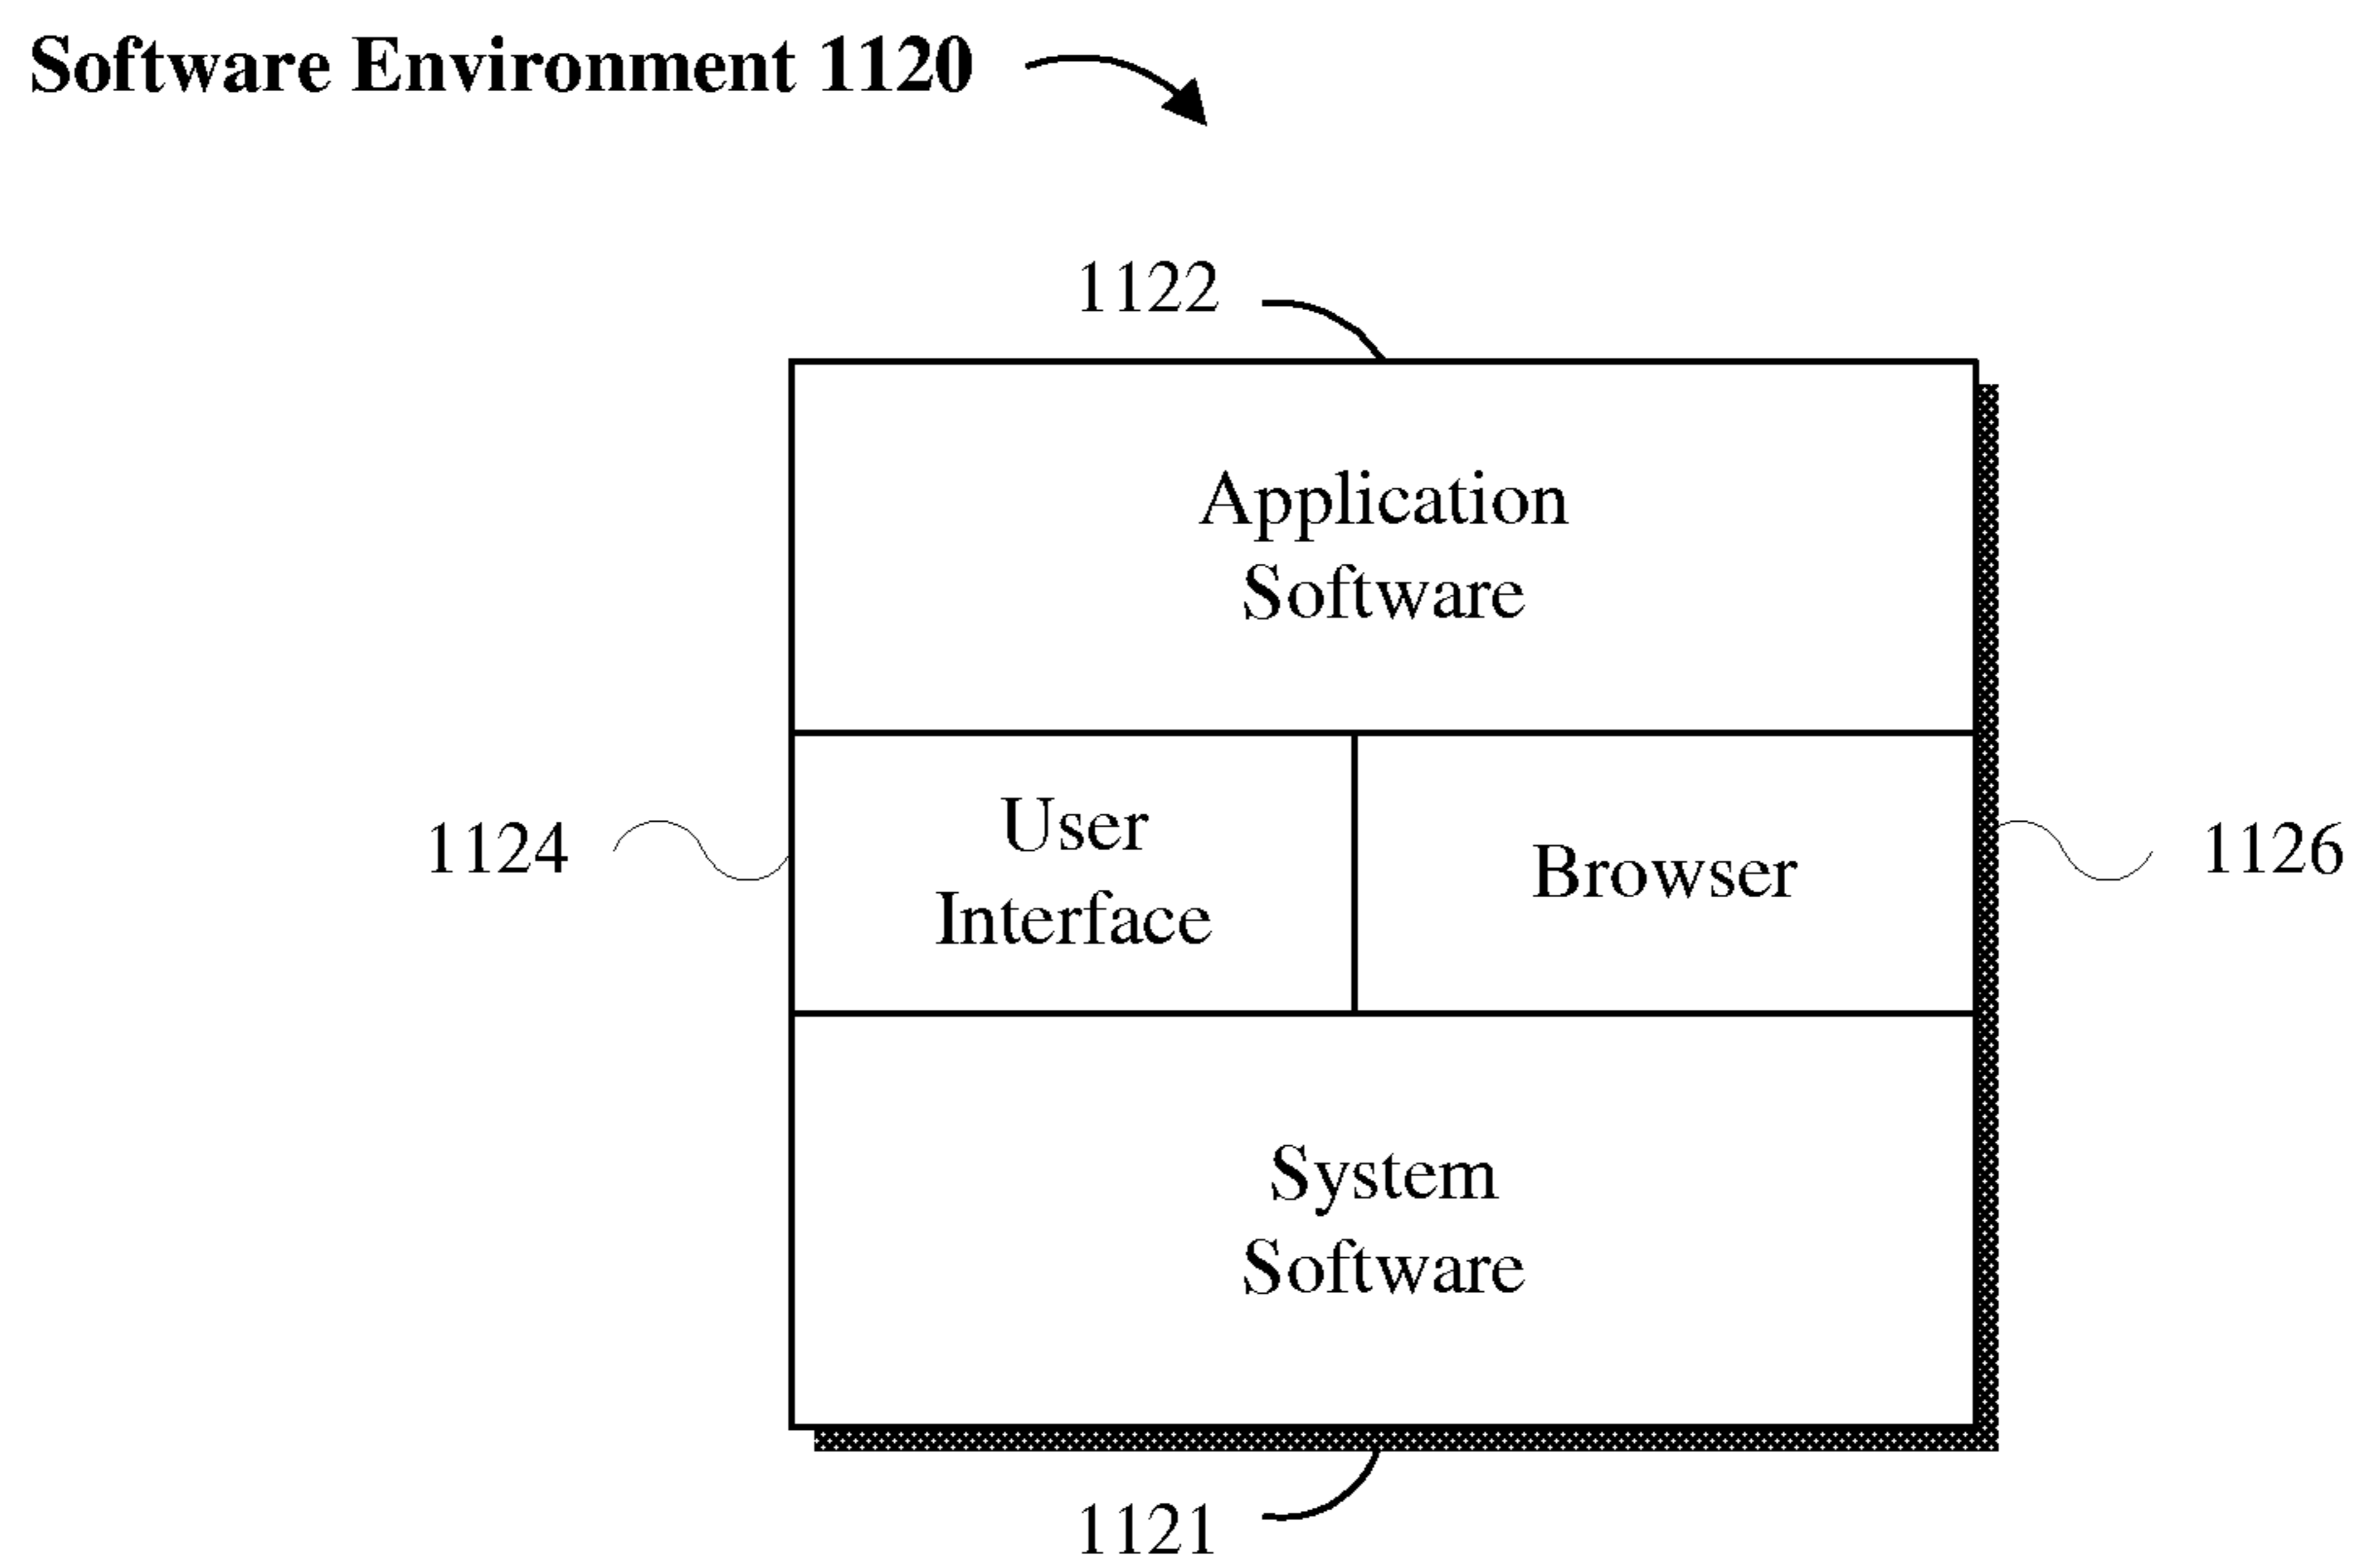 Software Environment 1120
1122
Application
Software
1124
User
Interface
Browser
1126
System
Software
1121